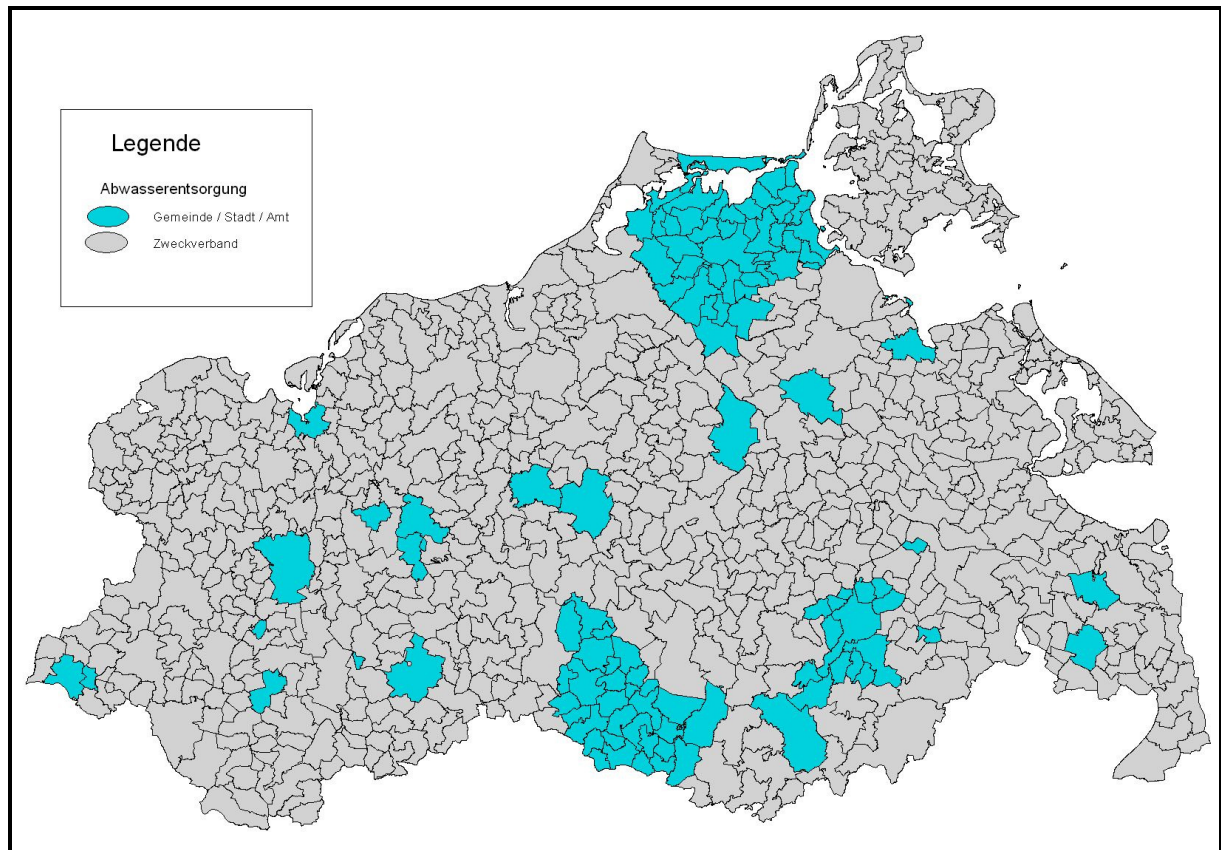 Legende
Abwasserentsorgung
Gemeinde / Stadt / Amt
Zweckverband